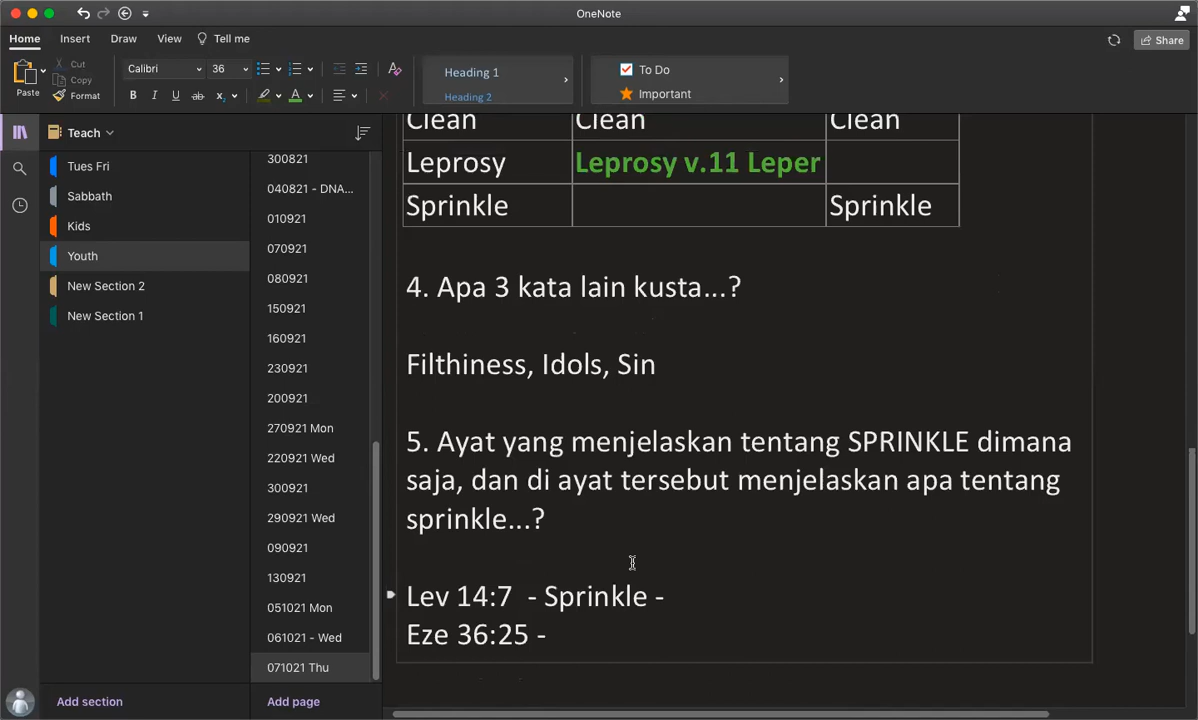 OneNote
Home Insert Draw View Tell me
Share
Paste
Cut
Copy
Format
Calibri 36
B I U ab x₂ A
Heading 1
Heading 2
To Do
Important
Teach
Tues Fri
Sabbath
Kids
Youth
New Section 2
New Section 1
Add section
300821
040821 - DNA...
010921
070921
080921
150921
160921
230921
200921
270921 Mon
220921 Wed
300921
290921 Wed
090921
130921
051021 Mon
061021 - Wed
071021 Thu
Add page
Clean Clean Clean
Leprosy Leprosy v.11 Leper
Sprinkle Sprinkle
4. Apa 3 kata lain kusta...?
Filthiness, Idols, Sin
5. Ayat yang menjelaskan tentang SPRINKLE dimana
saja, dan di ayat tersebut menjelaskan apa tentang
sprinkle...?
Lev 14:7 - Sprinkle -
Eze 36:25 -